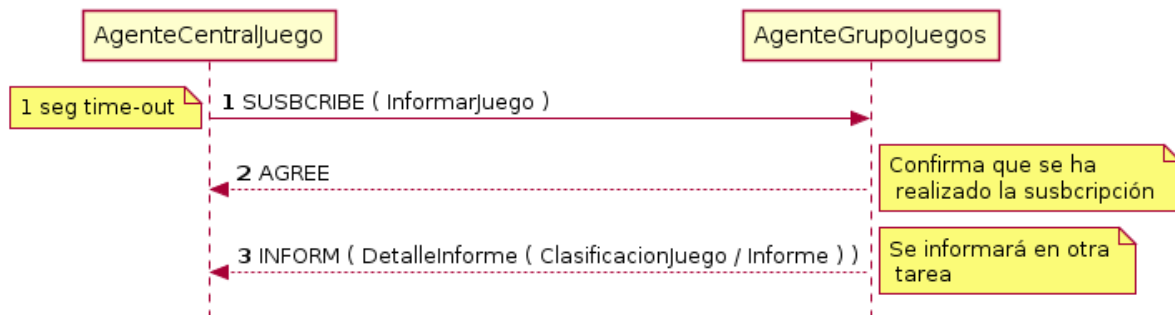 AgenteCentralJuego
AgenteGrupoJuegos
1 seg time-out
1 SUSBCRIBE ( InformarJuego )
2 AGREE
Confirma que se ha
realizado la susbcripción
3 INFORM ( DetalleInforme ( ClasificacionJuego / Informe ) )
Se informará en otra
tarea